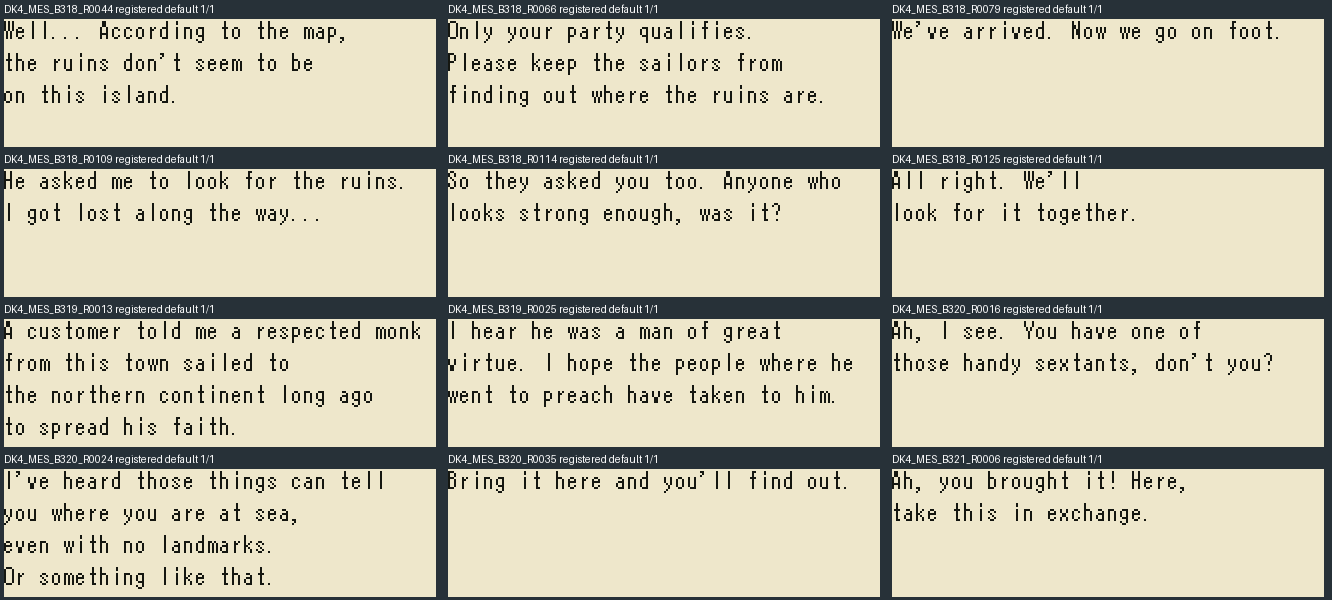 DK4_MES_B318_R0044 registered default 1/1
Well... According to the map,
the ruins don't seem to be
on this island.
DK4_MES_B318_R0066 registered default 1/1
Only your party qualifies.
Please keep the sailors from
finding out where the ruins are.
DK4_MES_B318_R0079 registered default 1/1
We've arrived. Now we go on foot.
DK4_MES_B318_R0109 registered default 1/1
He asked me to look for the ruins.
I got lost along the way...
DK4_MES_B318_R0114 registered default 1/1
So they asked you too. Anyone who
looks strong enough, was it?
DK4_MES_B318_R0125 registered default 1/1
All right. We'll
look for it together.
DK4_MES_B319_R0013 registered default 1/1
A customer told me a respected monk
from this town sailed to
the northern continent long ago
to spread his faith.
DK4_MES_B319_R0025 registered default 1/1
I hear he was a man of great
virtue. I hope the people where he
went to preach have taken to him.
DK4_MES_B320_R0016 registered default 1/1
Ah, I see. You have one of
those handy sextants, don't you?
DK4_MES_B320_R0024 registered default 1/1
I've heard those things can tell
you where you are at sea,
even with no landmarks.
Or something like that.
DK4_MES_B320_R0035 registered default 1/1
Bring it here and you'll find out.
DK4_MES_B321_R0006 registered default 1/1
Ah, you brought it! Here,
take this in exchange.